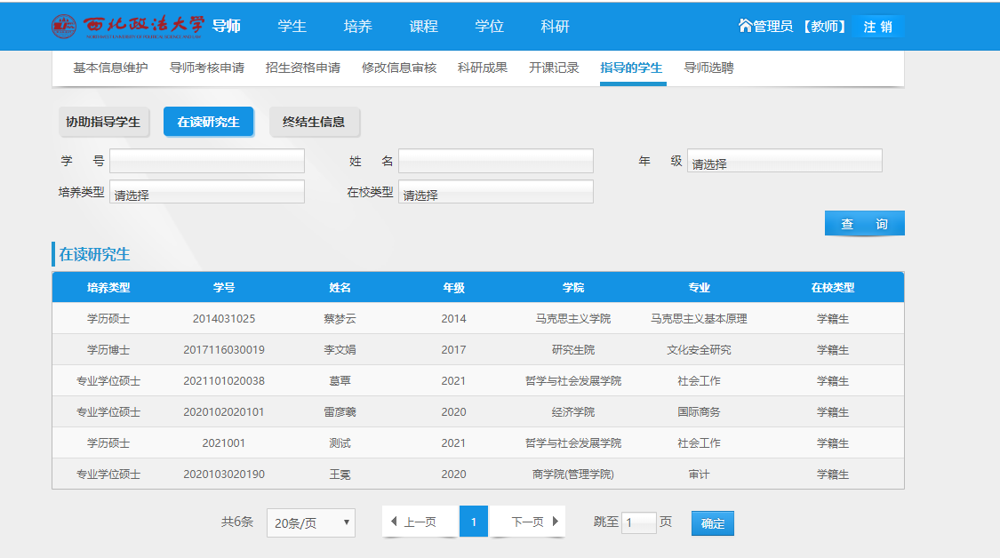 西北政法大学 导师 学生 培养 课程 学位 科研 管理员 【教师】 注 销
基本信息维护 导师考核申请 招生资格申请 修改信息审核 科研成果 开课记录 指导的学生 导师选聘
协助指导学生 在读研究生 终结生信息
学 号 姓 名 年 级 请选择
培养类型 请选择 在校类型 请选择
查 询
在读研究生
培养类型 学号 姓名 年级 学院 专业 在校类型
学历硕士 2014031025 蔡梦云 2014 马克思主义学院 马克思主义基本原理 学籍生
学历博士 2017116030019 李文娟 2017 研究生院 文化安全研究 学籍生
专业学位硕士 2021101020038 葛覃 2021 哲学与社会发展学院 社会工作 学籍生
专业学位硕士 2020102020101 雷彦羲 2020 经济学院 国际商务 学籍生
学历硕士 2021001 测试 2021 哲学与社会发展学院 社会工作 学籍生
专业学位硕士 2020103020190 王冕 2020 商学院(管理学院) 审计 学籍生
共6条 20条/页 上一页 1 下一页 跳至 1 页 确定